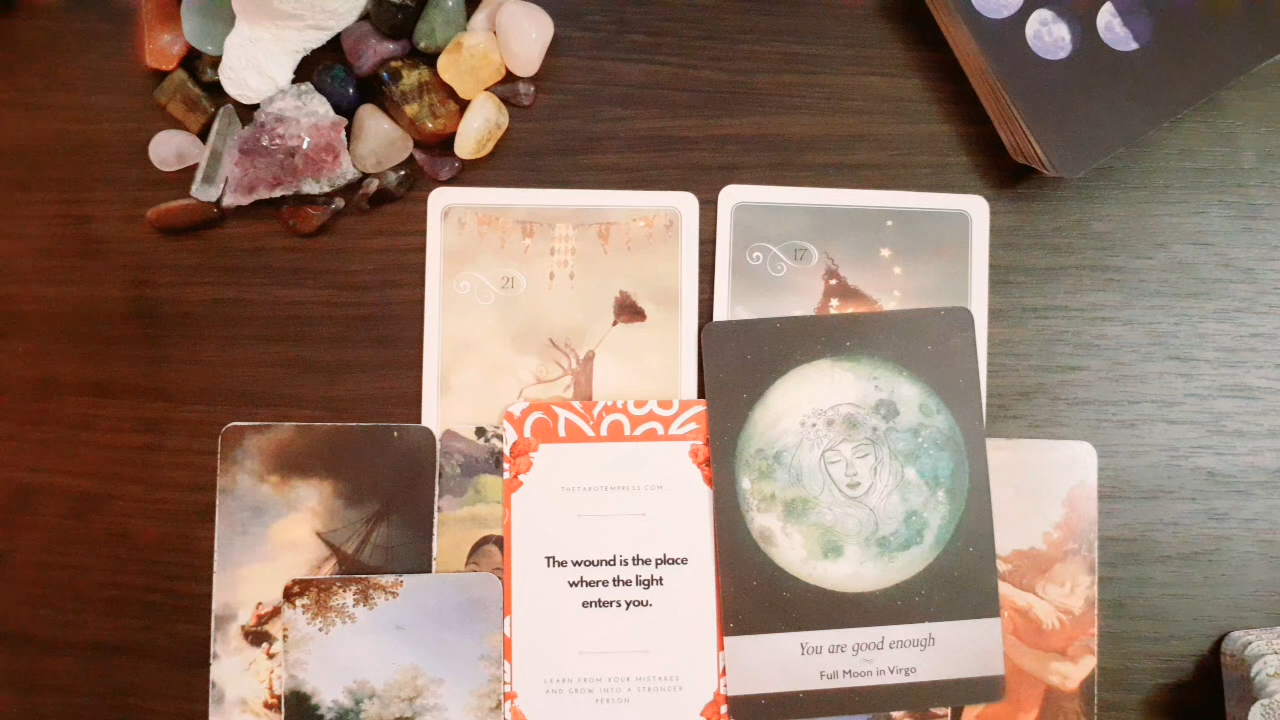 21
17
THETAROTEMPRESS.COM
The wound is the place
where the light
enters you.
LEARN FROM YOUR MISTAKES
AND GROW INTO A STRONGER
PERSON
You are good enough
Full Moon in Virgo